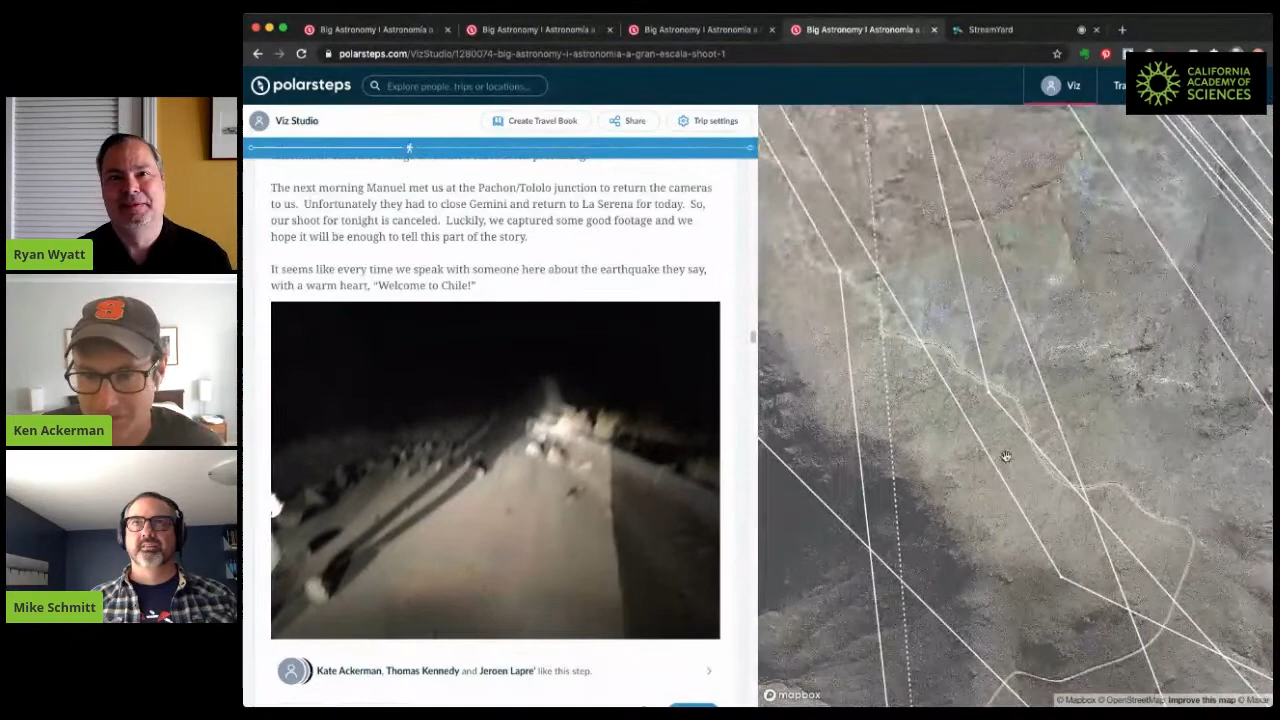 Big Astronomy I Astronomía a
Big Astronomy I Astronomía a
Big Astronomy I Astronomía a
Big Astronomy I Astronomía a
StreamYard
polarsteps.com/VizStudio/1280074-big-astronomy-i-astronomia-a-gran-escala-shoot-1
polarsteps
Explore people, trips or locations...
Viz
Tra
CALIFORNIA
ACADEMY OF
SCIENCES
Viz Studio
Create Travel Book
Share
Trip settings
The next morning Manuel met us at the Pachon/Tololo junction to return the cameras
to us. Unfortunately they had to close Gemini and return to La Serena for today. So,
our shoot for tonight is canceled. Luckily, we captured some good footage and we
hope it will be enough to tell this part of the story.
It seems like every time we speak with someone here about the earthquake they say,
with a warm heart, “Welcome to Chile!”
Kate Ackerman, Thomas Kennedy and Jeroen Lapre' like this step.
Ryan Wyatt
Ken Ackerman
Mike Schmitt
mapbox
© Mapbox © OpenStreetMap Improve this map © Maxar